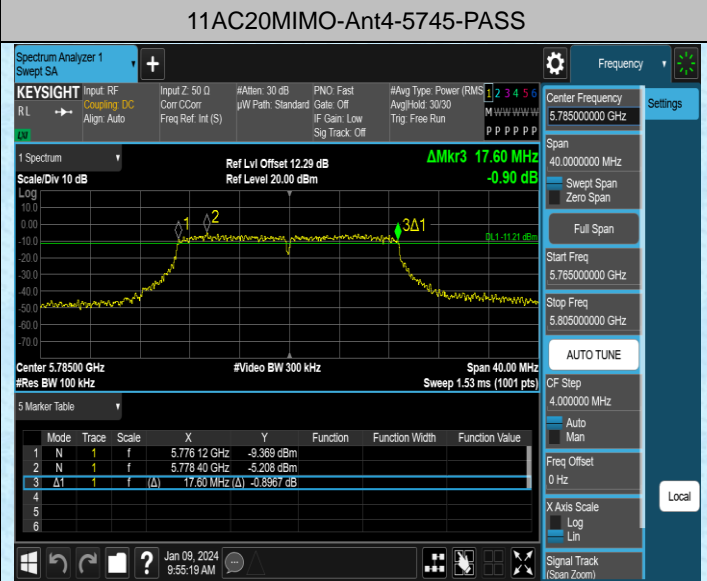 11AC20MIMO-Ant4-5745-PASS
Spectrum Analyzer 1
Swept SA
+
Frequency
KEYSIGHT
RL
Input: RF
Coupling: DC
Align: Auto
Input Z: 50 Ω
Corr CCorr
Freq Ref: Int (S)
#Atten: 30 dB
µW Path: Standard
PNO: Fast
Gate: Off
IF Gain: Low
Sig Track: Off
#Avg Type: Power (RMS
Avg|Hold: 30/30
Trig: Free Run
1 2 3 4 5 6
M W W W W W
P P P P P P
LXI
1 Spectrum
Scale/Div 10 dB
Ref Lvl Offset 12.29 dB
Ref Level 20.00 dBm
ΔMkr3 17.60 MHz
-0.90 dB
Log
10.0
0.00
-10.0
-20.0
-30.0
-40.0
-50.0
-60.0
-70.0
1
2
3Δ1
DL1 -11.21 dBm
Center 5.78500 GHz
#Res BW 100 kHz
#Video BW 300 kHz
Span 40.00 MHz
Sweep 1.53 ms (1001 pts)
5 Marker Table
Mode Trace Scale X Y Function Function Width Function Value
1 N 1 f 5.776 12 GHz -9.369 dBm
2 N 1 f 5.778 40 GHz -5.208 dBm
3 Δ1 1 f (Δ) 17.60 MHz (Δ) -0.8967 dB
4
5
6
Jan 09, 2024
9:55:19 AM
?
Center Frequency
5.785000000 GHz
Span
40.0000000 MHz
Swept Span
Zero Span
Full Span
Start Freq
5.765000000 GHz
Stop Freq
5.805000000 GHz
AUTO TUNE
CF Step
4.000000 MHz
Auto
Man
Freq Offset
0 Hz
X Axis Scale
Log
Lin
Signal Track
(Span Zoom)
Settings
Local